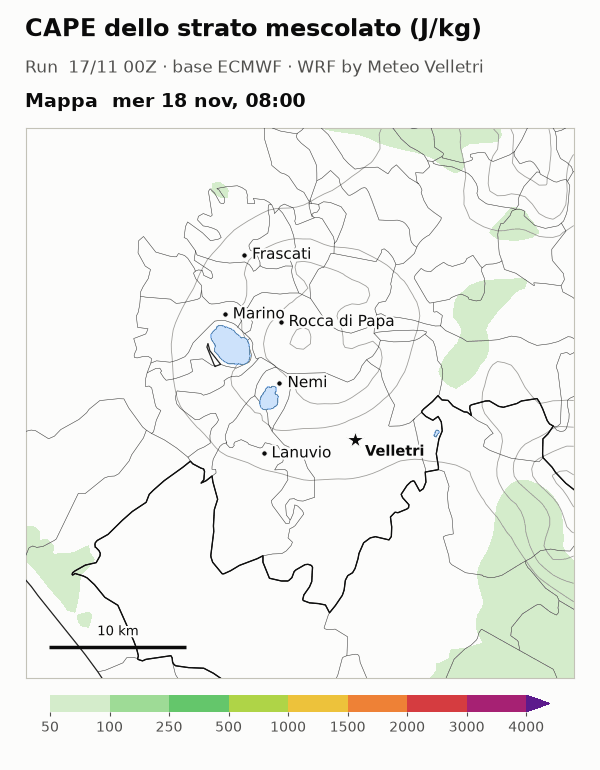 CAPE dello strato mescolato (J/kg)
Run 17/11 00Z · base ECMWF · WRF by Meteo Velletri
Mappa mer 18 nov, 08:00
Frascati
Marino
Rocca di Papa
Nemi
Velletri
Lanuvio
10 km
50 100 250 500 1000 1500 2000 3000 4000